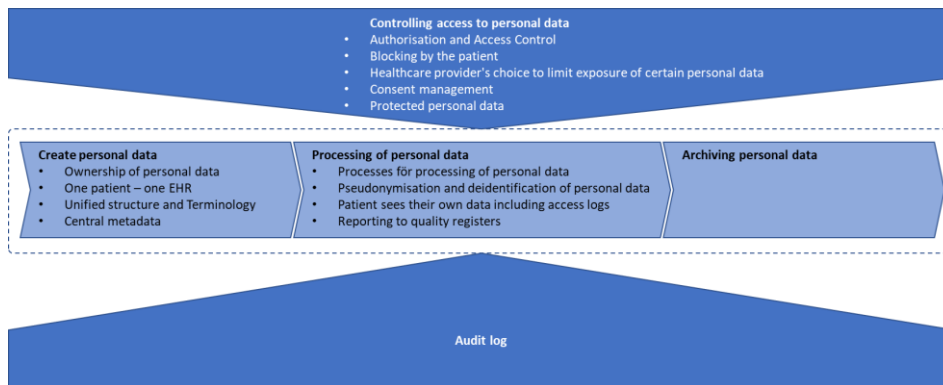 Controlling access to personal data
• Authorisation and Access Control
• Blocking by the patient
• Healthcare provider's choice to limit exposure of certain personal data
• Consent management
• Protected personal data
Create personal data
• Ownership of personal data
• One patient – one EHR
• Unified structure and Terminology
• Central metadata
Processing of personal data
• Processes för processing of personal data
• Pseudonymisation and deidentification of personal data
• Patient sees their own data including access logs
• Reporting to quality registers
Archiving personal data
Audit log